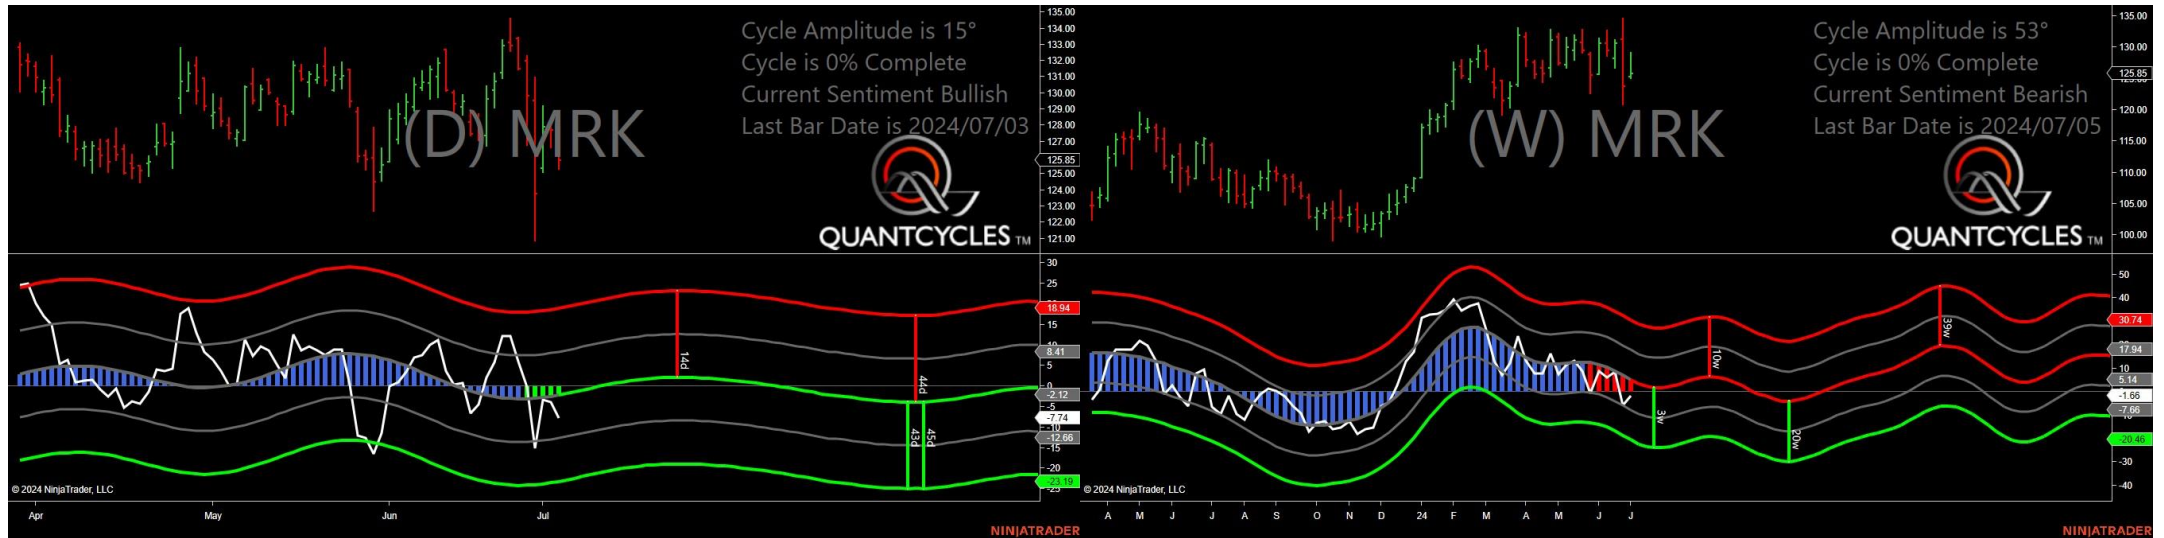 Cycle Amplitude is 15°
Cycle is 0% Complete
Current Sentiment Bullish
Last Bar Date is 2024/07/03
(D) MRK
QUANTCYCLES TM
135.00
134.00
133.00
132.00
131.00
130.00
129.00
128.00
127.00
125.85
125.00
124.00
123.00
122.00
121.00
30
25
18.94
15
8.41
5
0
-2.12
-5
-7.74
-10
-12.66
-15
-20
-23.19
14d
44d
43d
45d
© 2024 NinjaTrader, LLC
Apr May Jun Jul
NINJATRADER
Cycle Amplitude is 53°
Cycle is 0% Complete
Current Sentiment Bearish
Last Bar Date is 2024/07/05
(W) MRK
QUANTCYCLES TM
135.00
130.00
125.85
120.00
115.00
110.00
105.00
100.00
50
40
30.74
17.94
10
5.14
-1.66
-7.66
-20.46
-30
-40
10w
39w
3w
20w
© 2024 NinjaTrader, LLC
A M J J A S O N D 24 F M A M J J
NINJATRADER